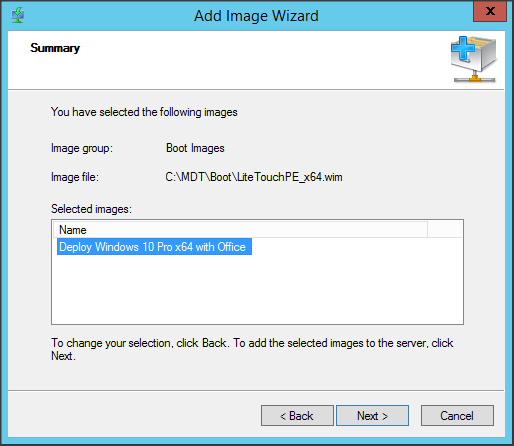 Add Image Wizard
x
Summary
You have selected the following images
Image group: Boot Images
Image file: C:\MDT\Boot\LiteTouchPE_x64.wim
Selected images:
Name
Deploy Windows 10 Pro x64 with Office
To change your selection, click Back. To add the selected images to the server, click
Next.
< Back Next > Cancel